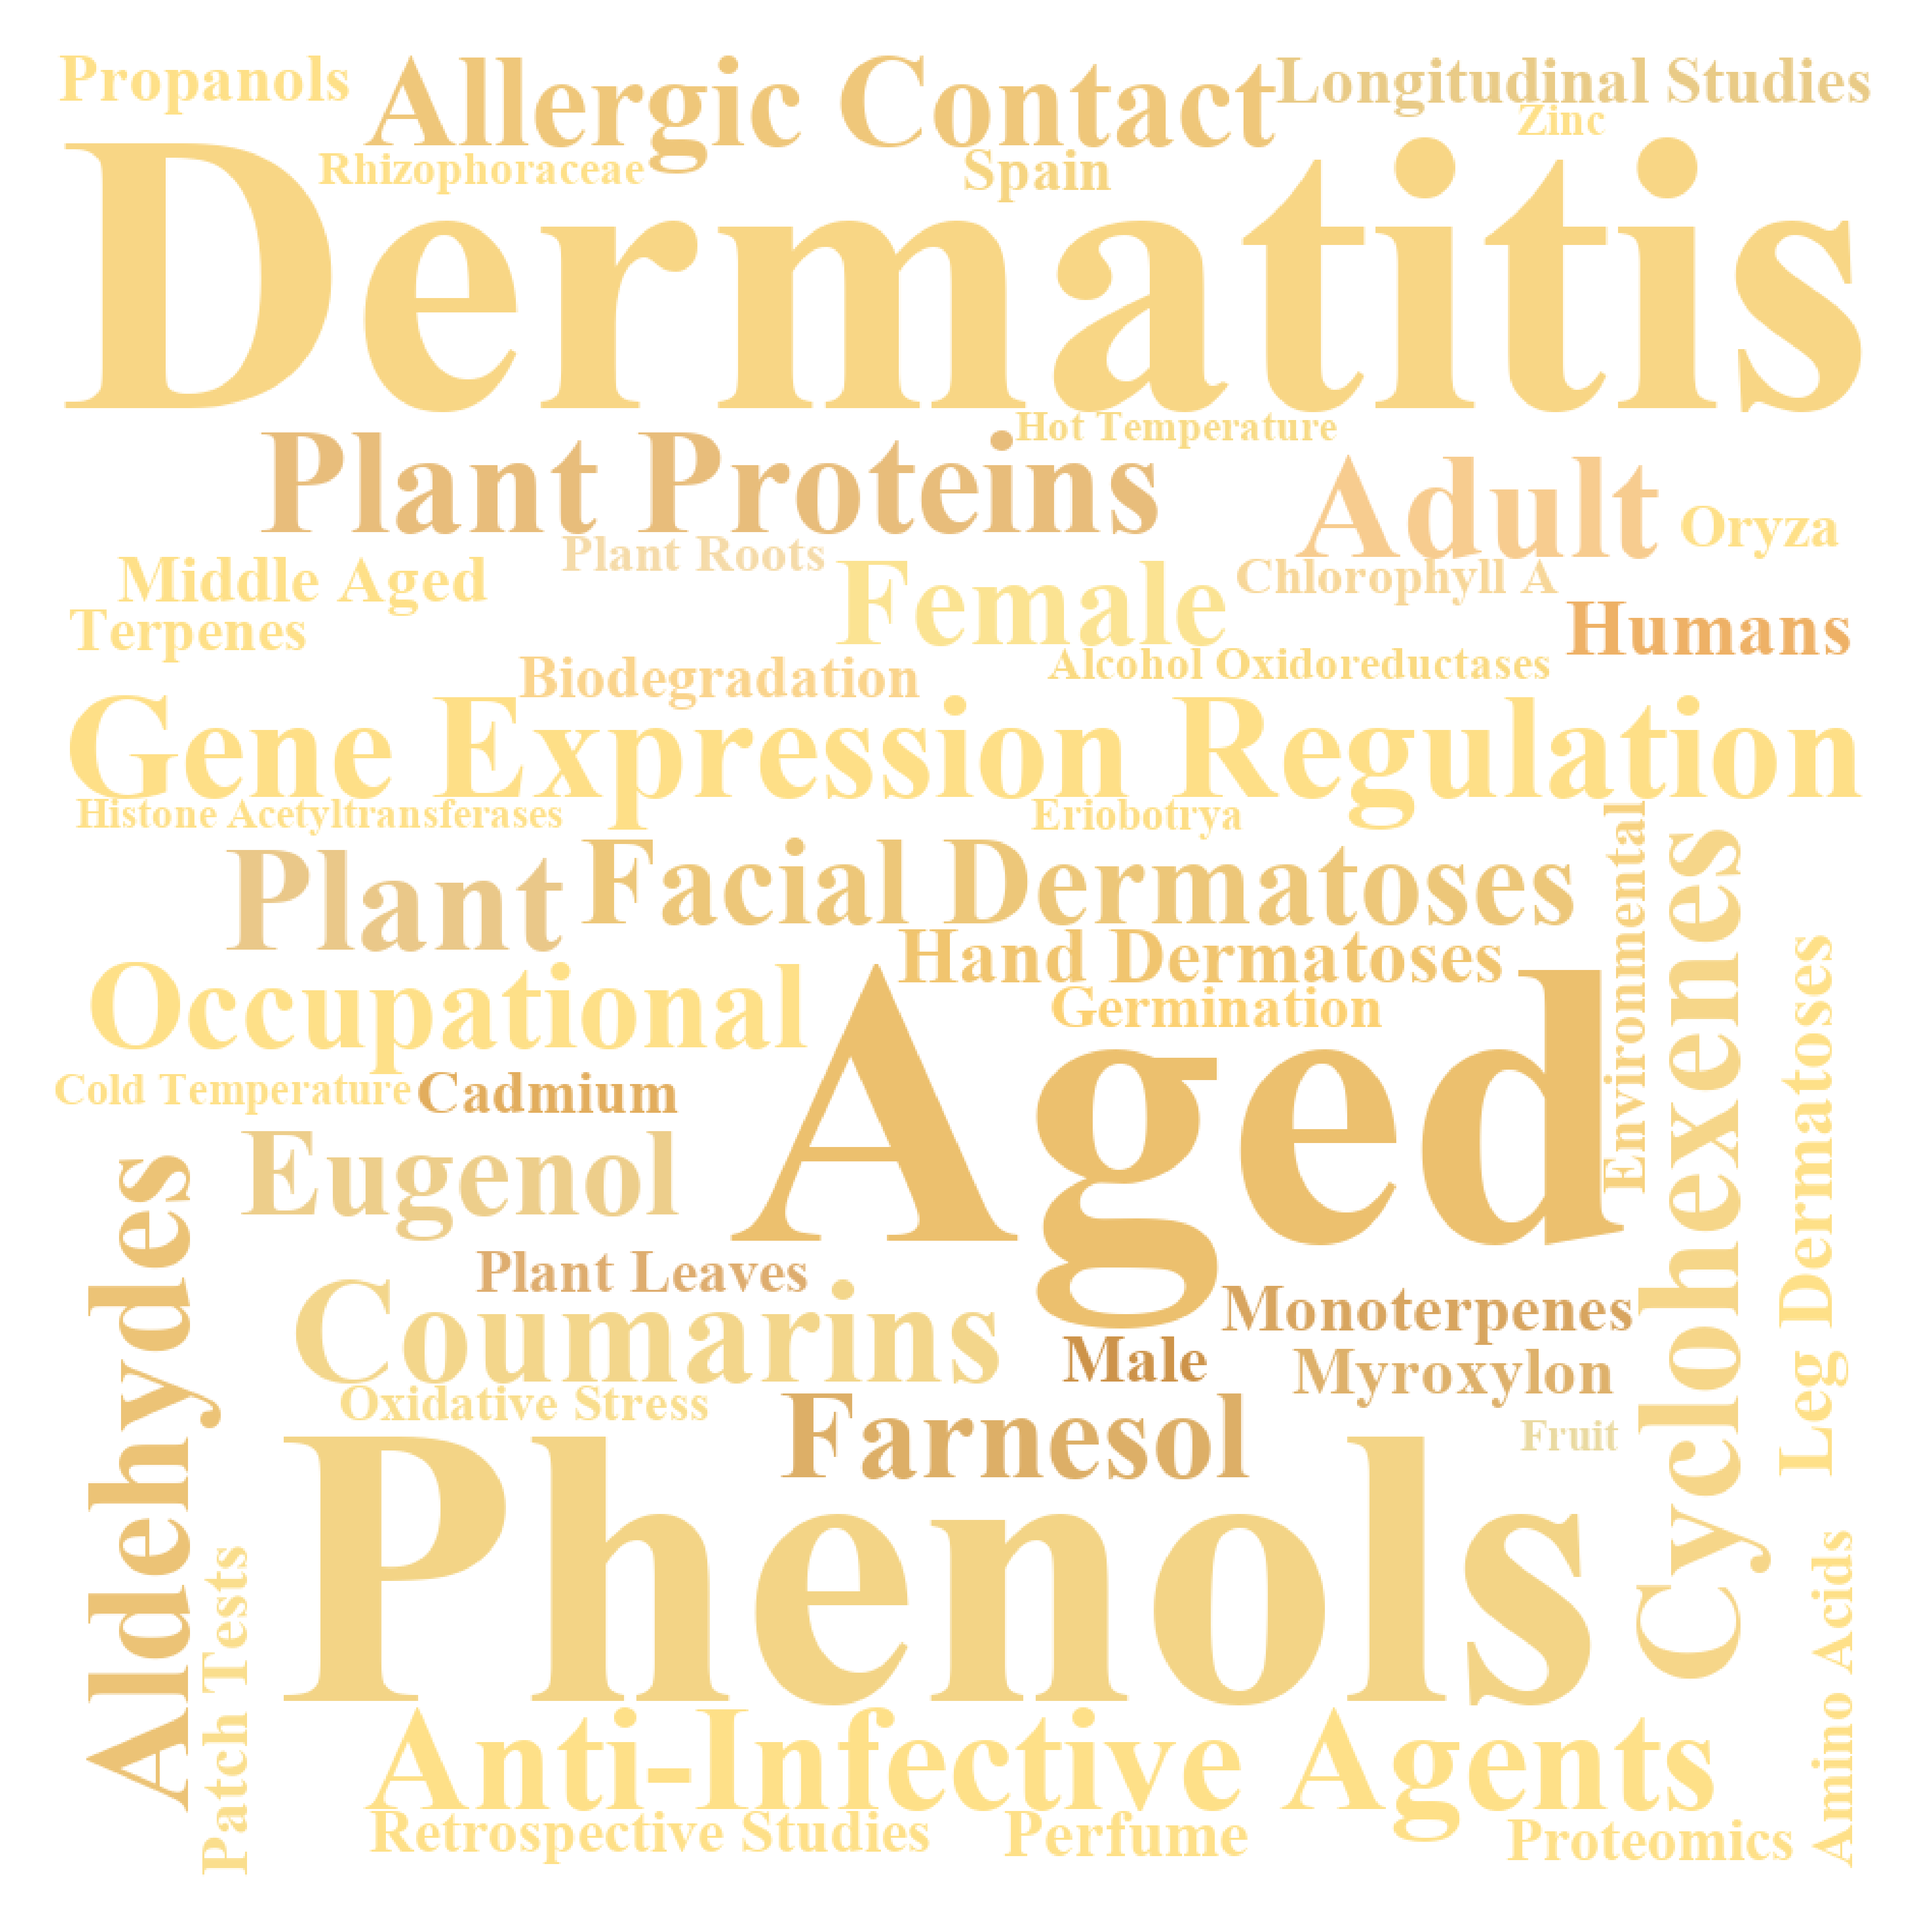 Propanols
Allergic Contact
Longitudinal Studies
Zinc
Rhizophoraceae
Spain
Dermatitis
Hot Temperature
Plant Proteins
Adult
Oryza
Plant Roots
Middle Aged
Female
Chlorophyll A
Terpenes
Humans
Biodegradation
Alcohol Oxidoreductases
Gene Expression Regulation
Histone Acetyltransferases
Eriobotrya
Environmental
Plant
Facial Dermatoses
Cyclohexenes
Hand Dermatoses
Leg Dermatoses
Occupational
Germination
Aged
Cold Temperature
Cadmium
Eugenol
Aldehydes
Plant Leaves
Coumarins
Monoterpenes
Male
Myroxylon
Oxidative Stress
Farnesol
Fruit
Phenols
Patch Tests
Amino Acids
Anti-Infective Agents
Retrospective Studies
Perfume
Proteomics